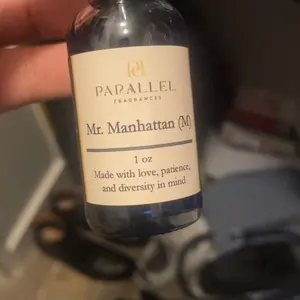 PARALLEL
FRAGRANCES
Mr. Manhattan (M)
1 oz
Made with love, patience,
and diversity in mind